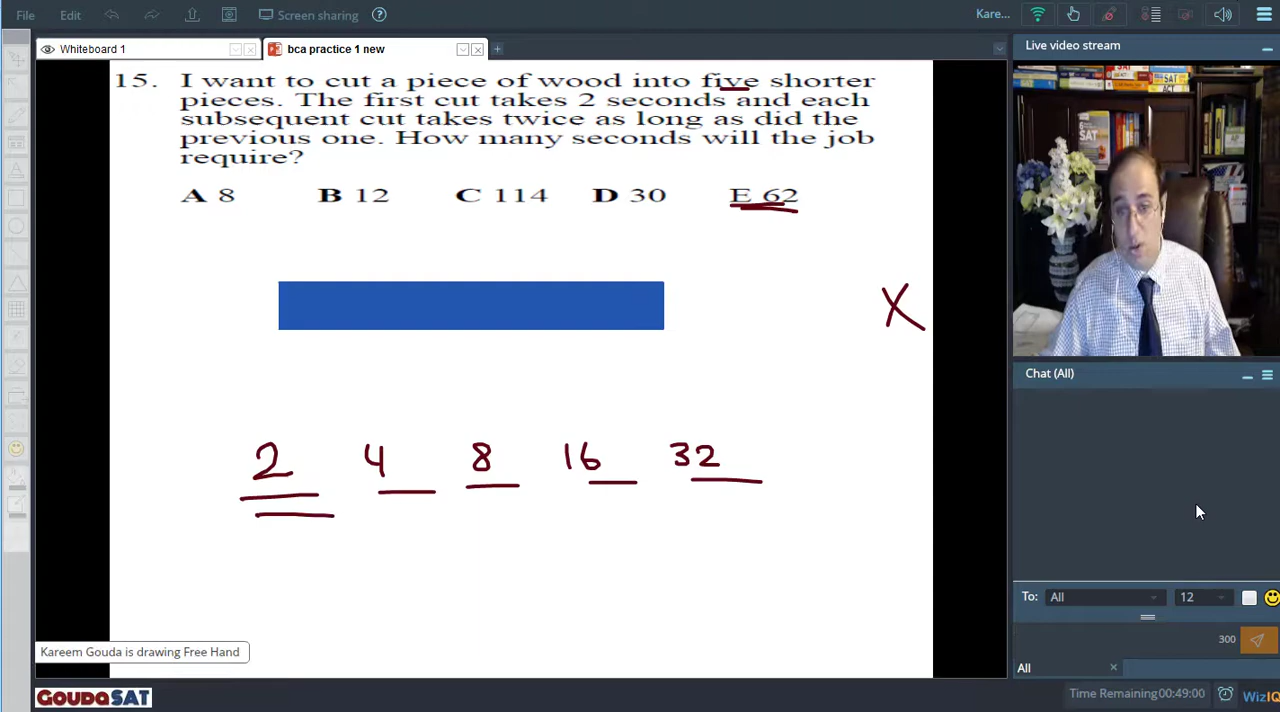 File Edit Screen sharing ? Kare...
Whiteboard 1 bca practice 1 new + Live video stream
15. I want to cut a piece of wood into five shorter
pieces. The first cut takes 2 seconds and each
subsequent cut takes twice as long as did the
previous one. How many seconds will the job
require?
A 8 B 12 C 114 D 30 E 62
X
2 4 8 16 32
SAT
ACT
Chat (All)
To: All 12
300
All
Kareem Gouda is drawing Free Hand
GOUDASAT
Time Remaining00:49:00 WizIQ